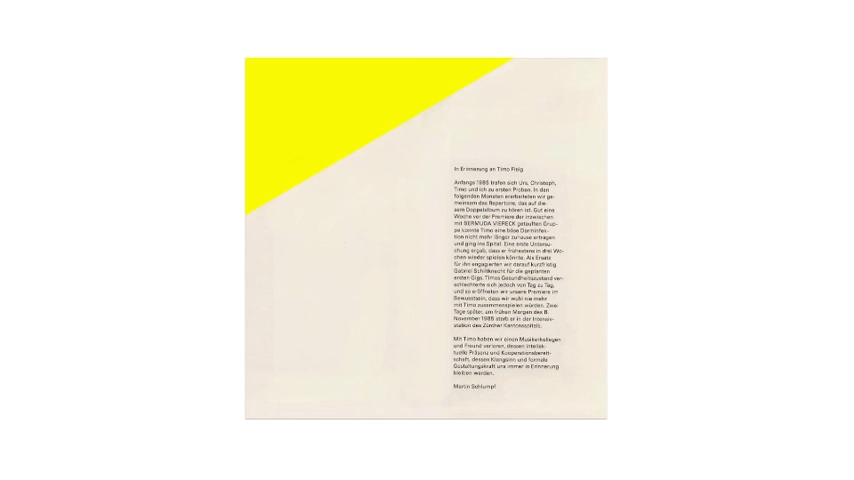 In Erinnerung an Timo Fleig
Anfangs 1985 trafen sich Urs, Christoph,
Timo und ich zu ersten Proben. In den
folgenden Monaten erarbeiteten wir ge-
meinsam das Repertoire, das auf die-
sem Doppelalbum zu hören ist. Gut eine
Woche vor der Premiere der inzwischen
mit BERMUDA VIERECK getauften Grup-
pe konnte Timo eine böse Darminfek-
tion nicht mehr länger zuhause ertragen
und ging ins Spital. Eine erste Untersu-
chung ergab, dass er frühestens in drei Wo-
chen wieder spielen könnte. Als Ersatz
für ihn engagierten wir darauf kurzfristig
Gabriel Schiltknecht für die geplanten
ersten Gigs. Timos Gesundheitszustand ver-
schlechterte sich jedoch von Tag zu Tag,
und so eröffneten wir unsere Premiere im
Bewusstsein, dass wir wohl nie mehr
mit Timo zusammenspielen würden. Zwei
Tage später, am frühen Morgen des 8.
November 1985 starb er in der Intensiv-
station des Zürcher Kantonsspitals.
Mit Timo haben wir einen Musikerkollegen
und Freund verloren, dessen intellek-
tuelle Präsenz und Kooperationsbereit-
schaft, dessen Klangsinn und formale
Gestaltungskraft uns immer in Erinnerung
bleiben werden.
Martin Schlumpf